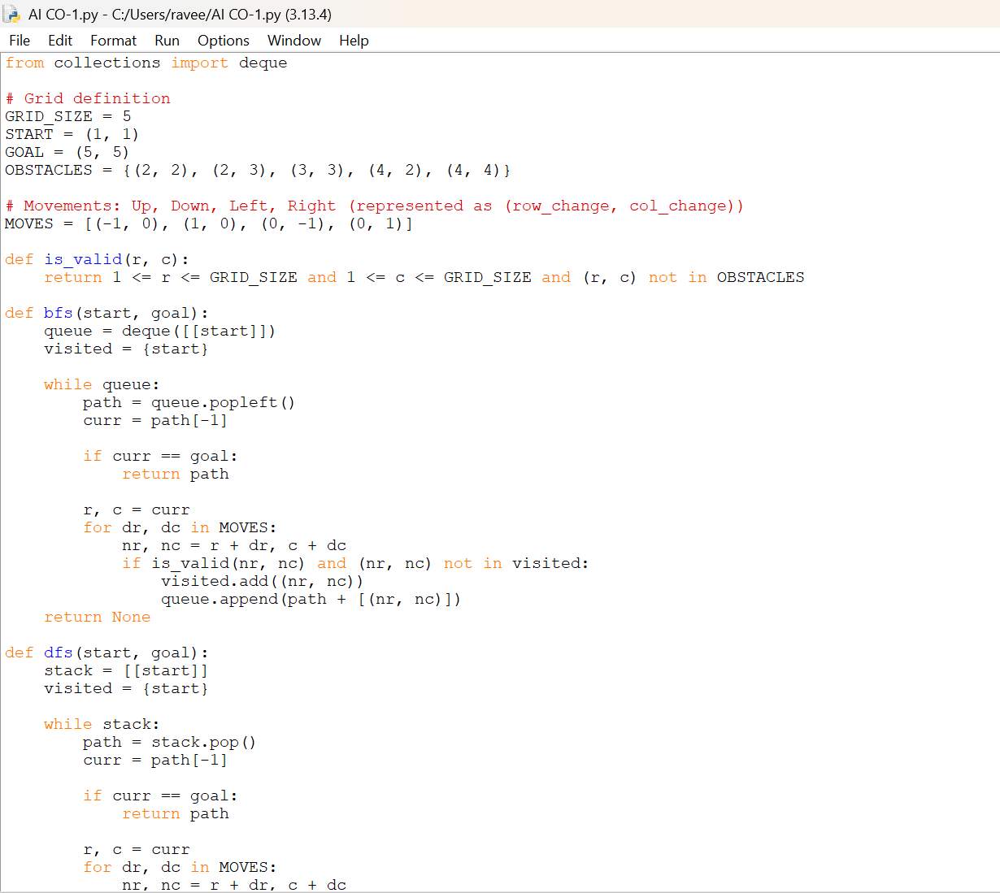 AI CO-1.py - C:/Users/ravee/AI CO-1.py (3.13.4)
File Edit Format Run Options Window Help
from collections import deque

# Grid definition
GRID_SIZE = 5
START = (1, 1)
GOAL = (5, 5)
OBSTACLES = {(2, 2), (2, 3), (3, 3), (4, 2), (4, 4)}

# Movements: Up, Down, Left, Right (represented as (row_change, col_change))
MOVES = [(-1, 0), (1, 0), (0, -1), (0, 1)]

def is_valid(r, c):
    return 1 <= r <= GRID_SIZE and 1 <= c <= GRID_SIZE and (r, c) not in OBSTACLES

def bfs(start, goal):
    queue = deque([[start]])
    visited = {start}

    while queue:
        path = queue.popleft()
        curr = path[-1]

        if curr == goal:
            return path

        r, c = curr
        for dr, dc in MOVES:
            nr, nc = r + dr, c + dc
            if is_valid(nr, nc) and (nr, nc) not in visited:
                visited.add((nr, nc))
                queue.append(path + [(nr, nc)])
    return None

def dfs(start, goal):
    stack = [[start]]
    visited = {start}

    while stack:
        path = stack.pop()
        curr = path[-1]

        if curr == goal:
            return path

        r, c = curr
        for dr, dc in MOVES:
            nr, nc = r + dr, c + dc